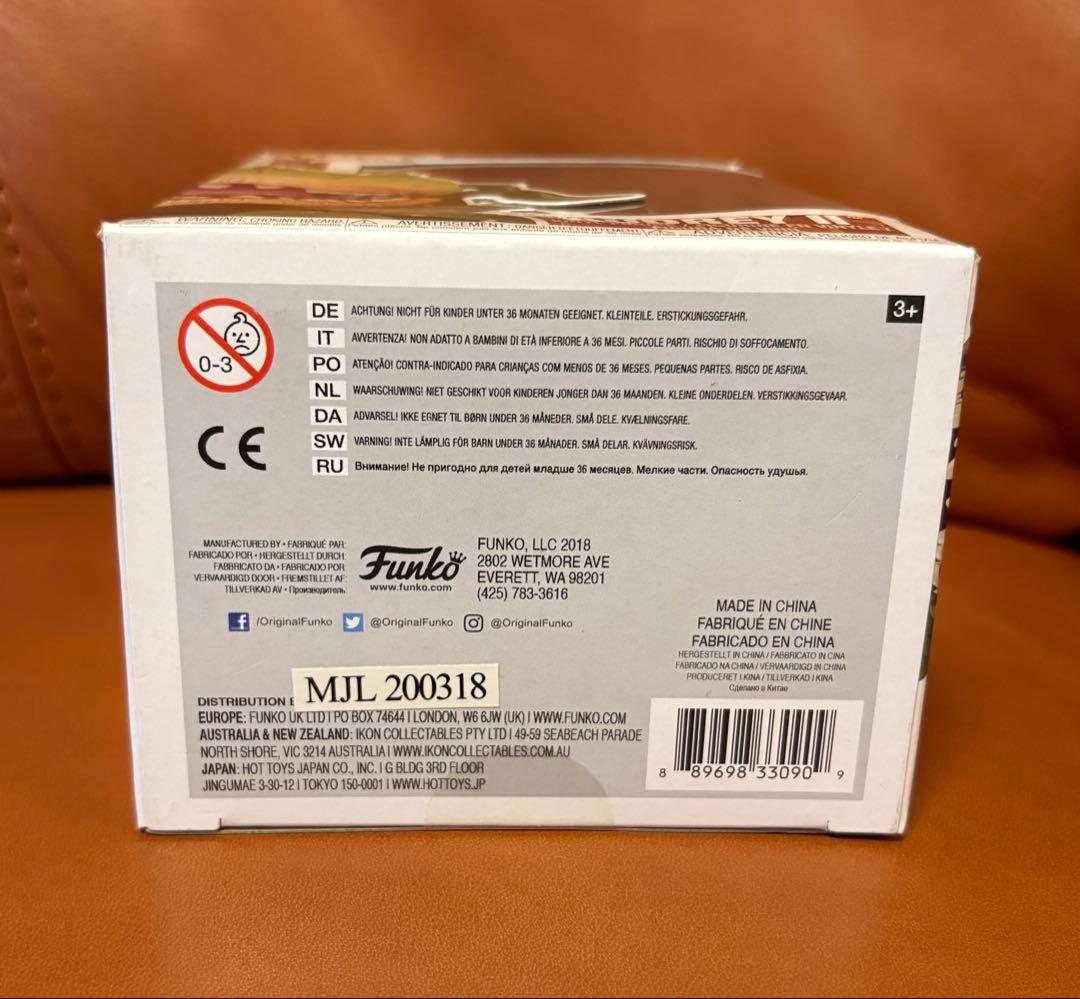 WARNING: CHOKING HAZARD
AVERTISSEMENT: DANGER D'ÉTOUFFEMENT
0-3
3+
DE ACHTUNG! NICHT FÜR KINDER UNTER 36 MONATEN GEEIGNET. KLEINTEILE. ERSTICKUNGSGEFAHR.
IT AVVERTENZA! NON ADATTO A BAMBINI DI ETÀ INFERIORE A 36 MESI. PICCOLE PARTI. RISCHIO DI SOFFOCAMENTO.
PO ATENÇÃO! CONTRA-INDICADO PARA CRIANÇAS COM MENOS DE 36 MESES. PEQUENAS PARTES. RISCO DE ASFIXIA.
NL WAARSCHUWING! NIET GESCHIKT VOOR KINDEREN JONGER DAN 36 MAANDEN. KLEINE ONDERDELEN. VERSTIKKINGSGEVAAR.
DA ADVARSEL! IKKE EGNET TIL BØRN UNDER 36 MÅNEDER. SMÅ DELE. KVÆLNINGSFARE.
SW VARNING! INTE LÄMPLIG FÖR BARN UNDER 36 MÅNADER. SMÅ DELAR. KVÄVNINGSRISK.
RU Внимание! Не пригодно для детей младше 36 месяцев. Мелкие части. Опасность удушья.
CE
MANUFACTURED BY • FABRIQUÉ PAR
FABRICADO POR • HERGESTELLT DURCH
FABBRICATO DA • FABRICADO POR
VERVAARDIGD DOOR • FREMSTILLET AF
TILLVERKAD AV • Производитель
Funko
www.funko.com
FUNKO, LLC 2018
2802 WETMORE AVE
EVERETT, WA 98201
(425) 783-3616
/OriginalFunko @OriginalFunko @OriginalFunko
MADE IN CHINA
FABRIQUÉ EN CHINE
FABRICADO EN CHINA
HERGESTELLT IN CHINA / FABBRICATO IN CINA
FABRICADO NA CHINA / VERVAARDIGD IN CHINA
PRODUCERET I KINA / TILLVERKAD I KINA
Сделано в Китае
MJL 200318
DISTRIBUTION
EUROPE: FUNKO UK LTD | PO BOX 74644 | LONDON, W6 6JW (UK) | WWW.FUNKO.COM
AUSTRALIA & NEW ZEALAND: IKON COLLECTABLES PTY LTD | 49-59 SEABEACH PARADE
NORTH SHORE, VIC 3214 AUSTRALIA | WWW.IKONCOLLECTABLES.COM.AU
JAPAN: HOT TOYS JAPAN CO., INC. | G BLDG 3RD FLOOR
JINGUMAE 3-30-12 | TOKYO 150-0001 | WWW.HOTTOYS.JP
8 89698 33090 9